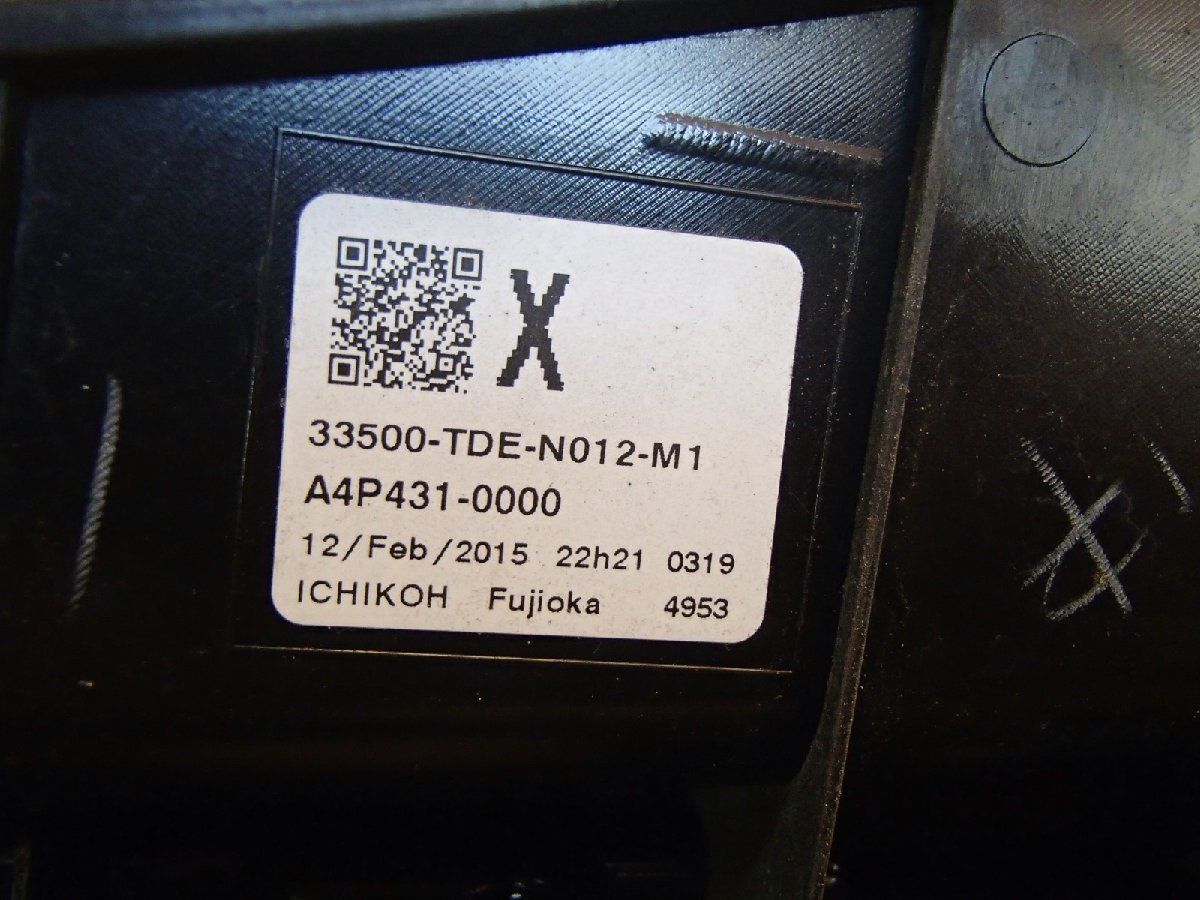 X
33500-TDE-N012-M1
A4P431-0000
12/Feb/2015 22h21 0319
ICHIKOH Fujioka 4953